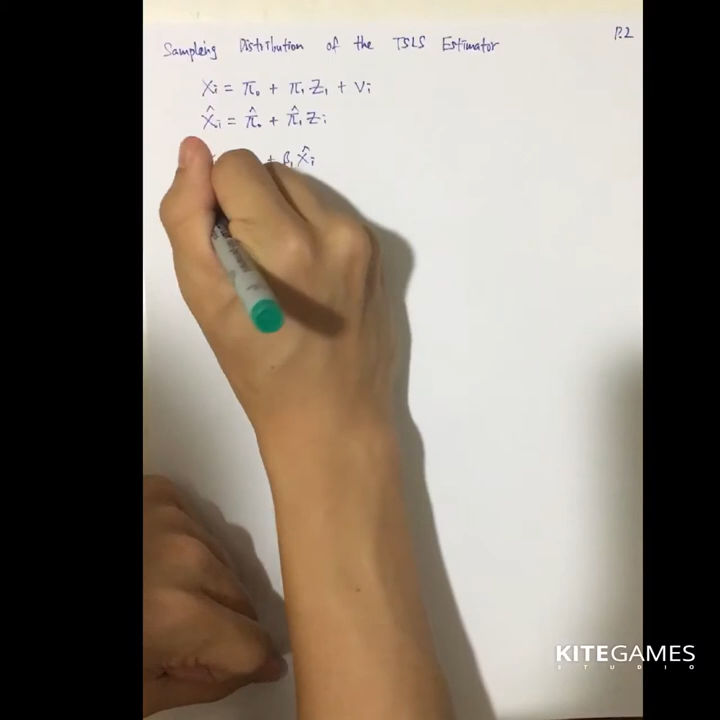 Sampling Distribution of the TSLS Estimator
P.2
Xi = π₀ + π₁Z₁ + Vi
X̂i = π̂₀ + π̂₁Zi
+ β₁X̂i
KITEGAMES
STUDIO